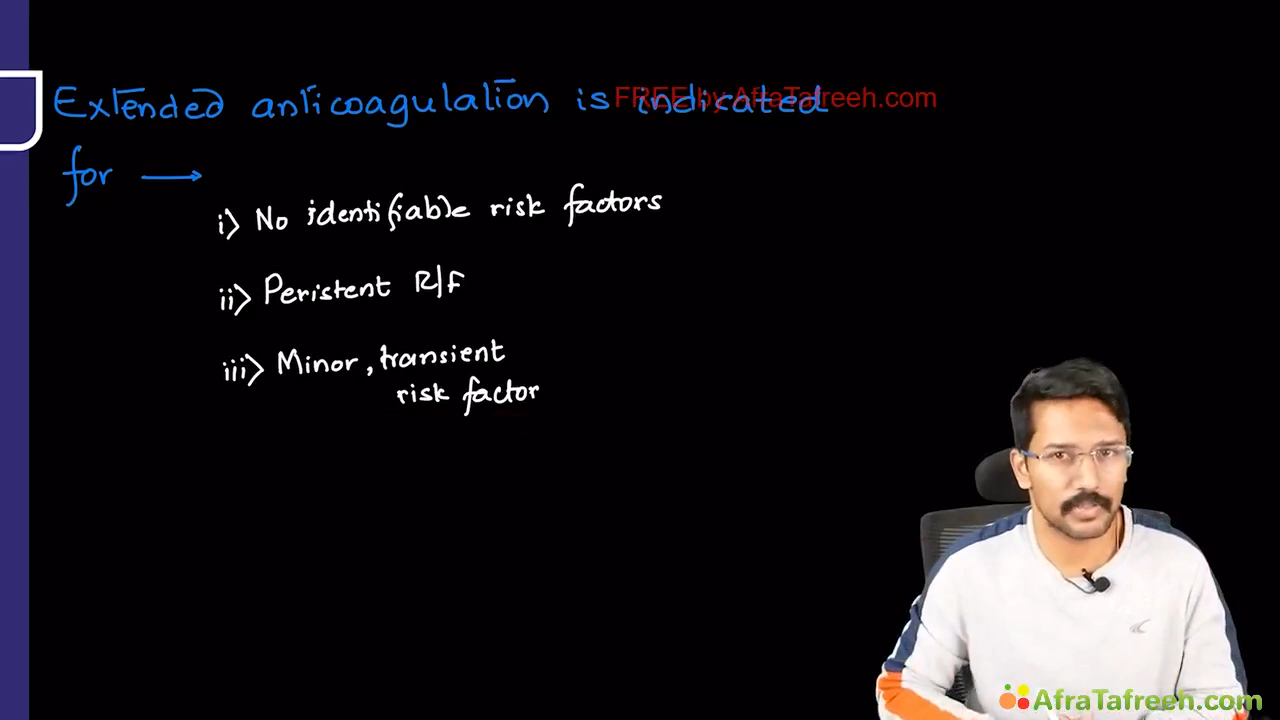 Extended anticoagulation is indicated
FREE by AfraTafreeh.com
for →
i) No identifiable risk factors
ii) Peristent R/F
iii) Minor, transient
risk factor
AfraTafreeh.com